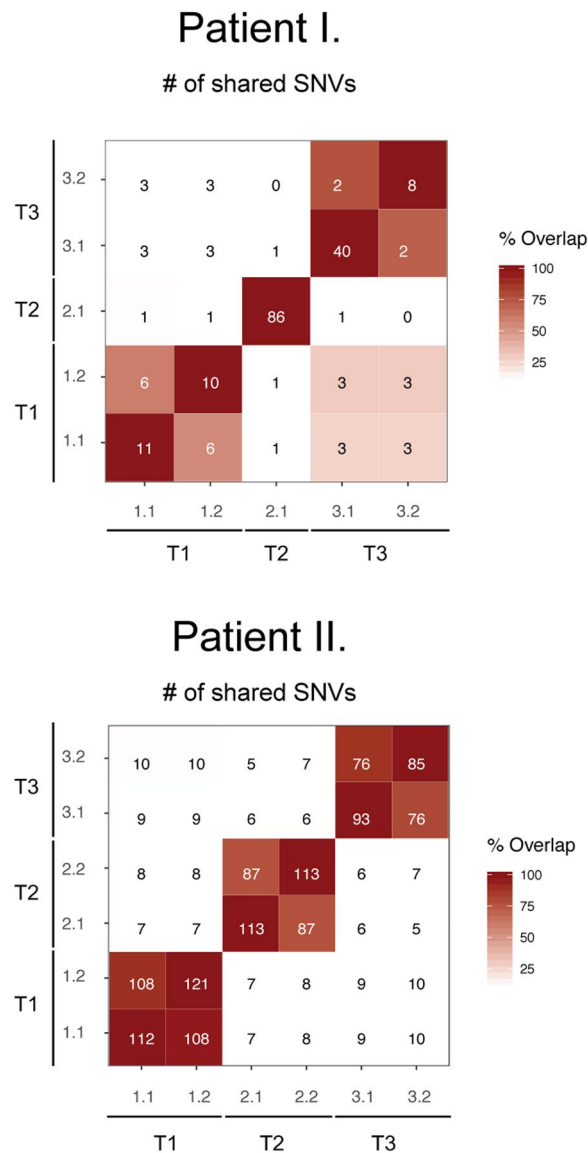 Patient I.
# of shared SNVs
T3 3.2 3 3 0 2 8
3.1 3 3 1 40 2
T2 2.1 1 1 86 1 0
T1 1.2 6 10 1 3 3
1.1 11 6 1 3 3
1.1 1.2 2.1 3.1 3.2
T1 T2 T3
% Overlap
100
75
50
25
Patient II.
# of shared SNVs
T3 3.2 10 10 5 7 76 85
3.1 9 9 6 6 93 76
T2 2.2 8 8 87 113 6 7
2.1 7 7 113 87 6 5
T1 1.2 108 121 7 8 9 10
1.1 112 108 7 8 9 10
1.1 1.2 2.1 2.2 3.1 3.2
T1 T2 T3
% Overlap
100
75
50
25